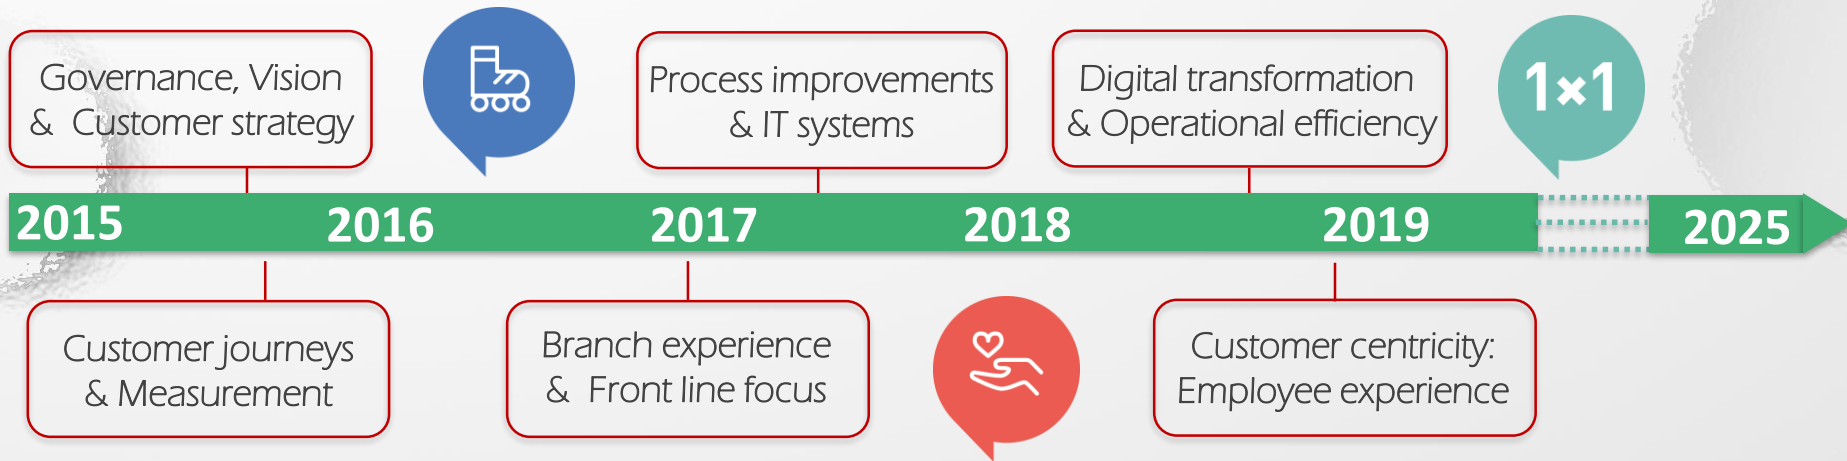 Governance, Vision
& Customer strategy
Process improvements
& IT systems
Digital transformation
& Operational efficiency
1×1
2015
2016
2017
2018
2019
2025
Customer journeys
& Measurement
Branch experience
& Front line focus
Customer centricity:
Employee experience